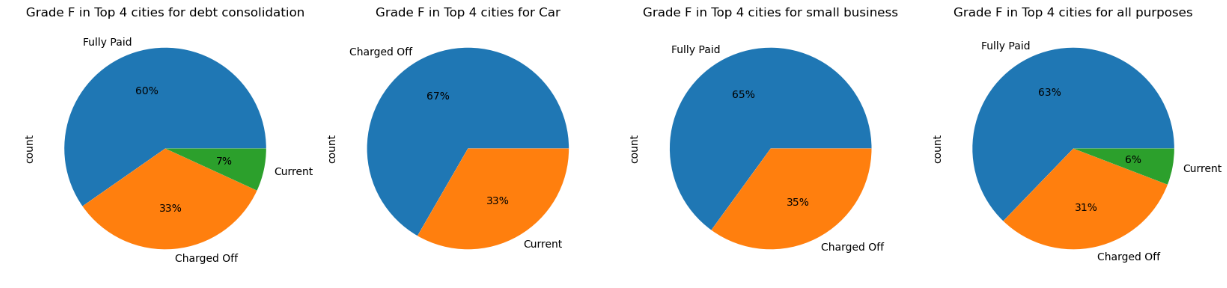 Grade F in Top 4 cities for debt consolidation
Fully Paid
60%
count
7%
Current
33%
Charged Off
Grade F in Top 4 cities for Car
Charged Off
67%
count
33%
Current
Grade F in Top 4 cities for small business
Fully Paid
65%
count
35%
Charged Off
Grade F in Top 4 cities for all purposes
Fully Paid
63%
count
6%
Current
31%
Charged Off